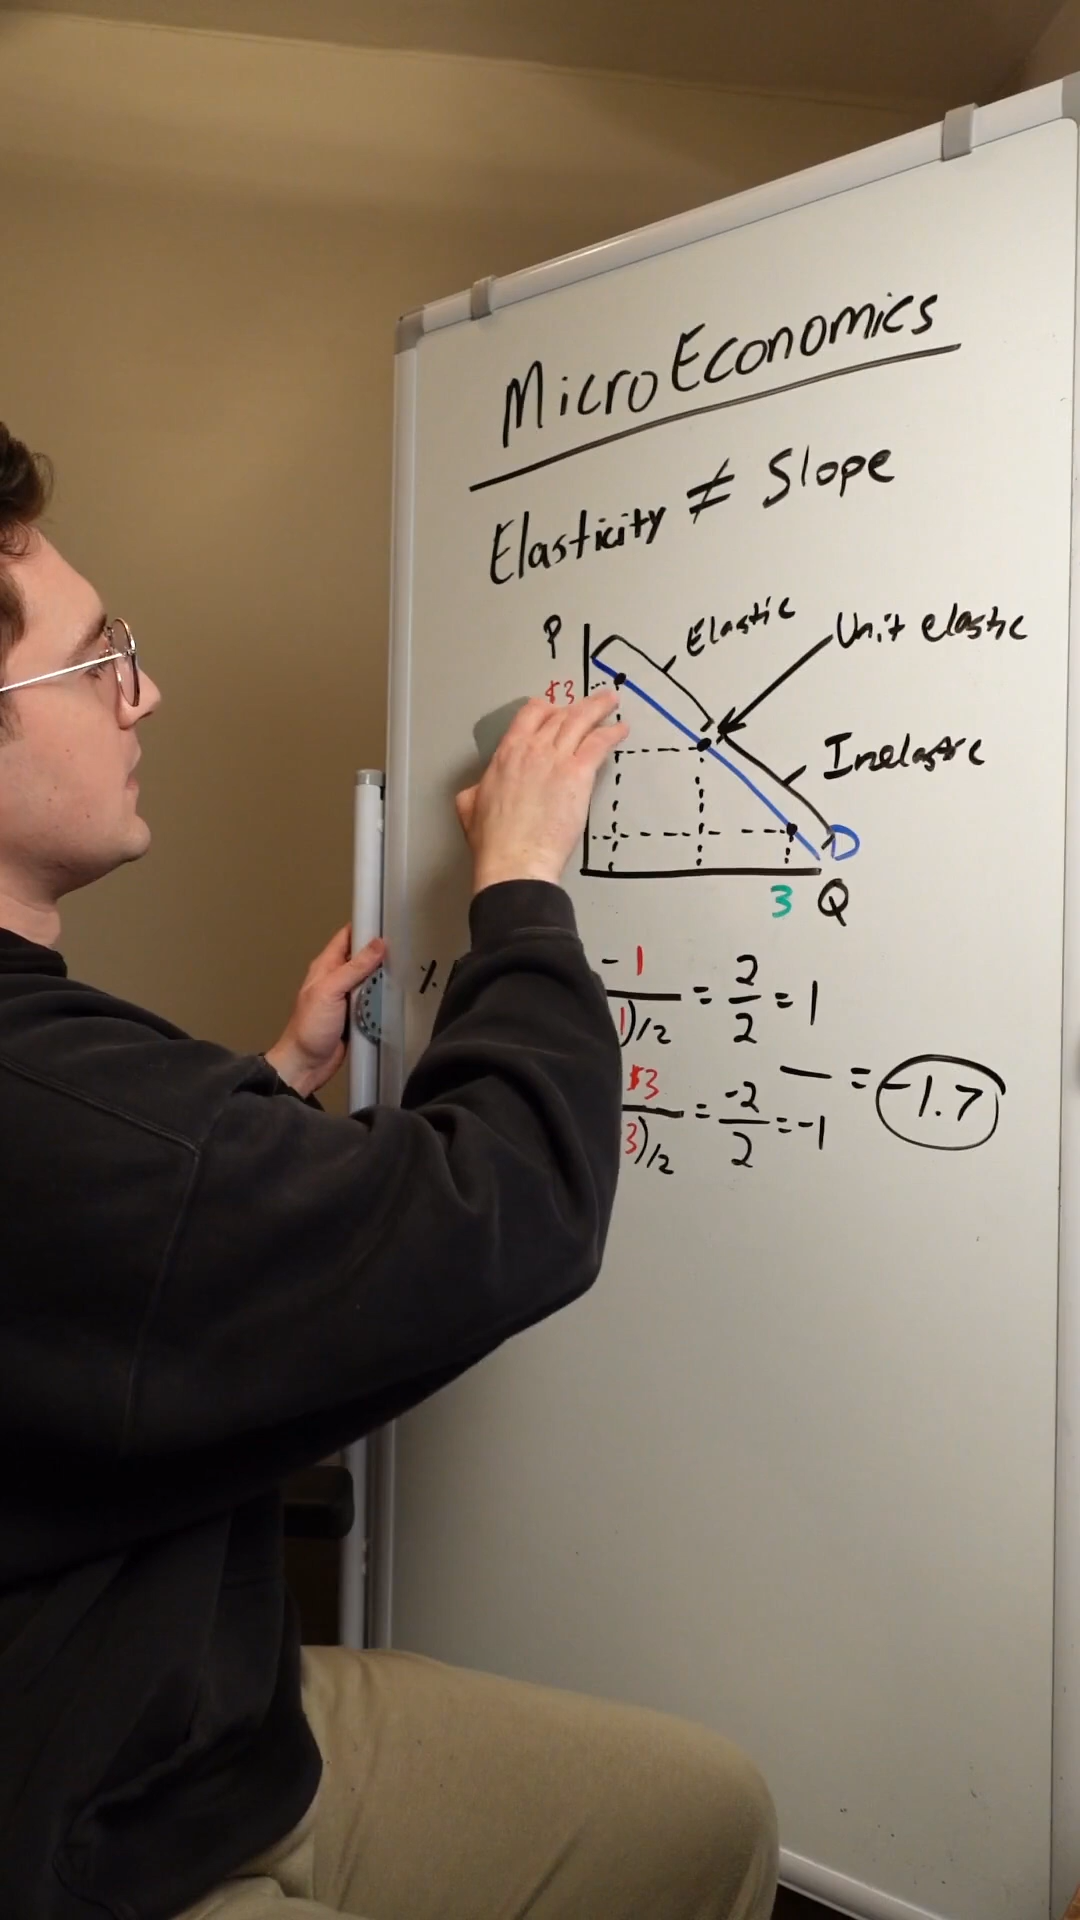 MicroEconomics
Elasticity ≠ Slope
P
Elastic
Unit elastic
$3
Inelastic
D
3 Q
%
- 1
1)/2 = 2/2 = 1
— = -1.7
$3
3)/2 = -2/2 = -1